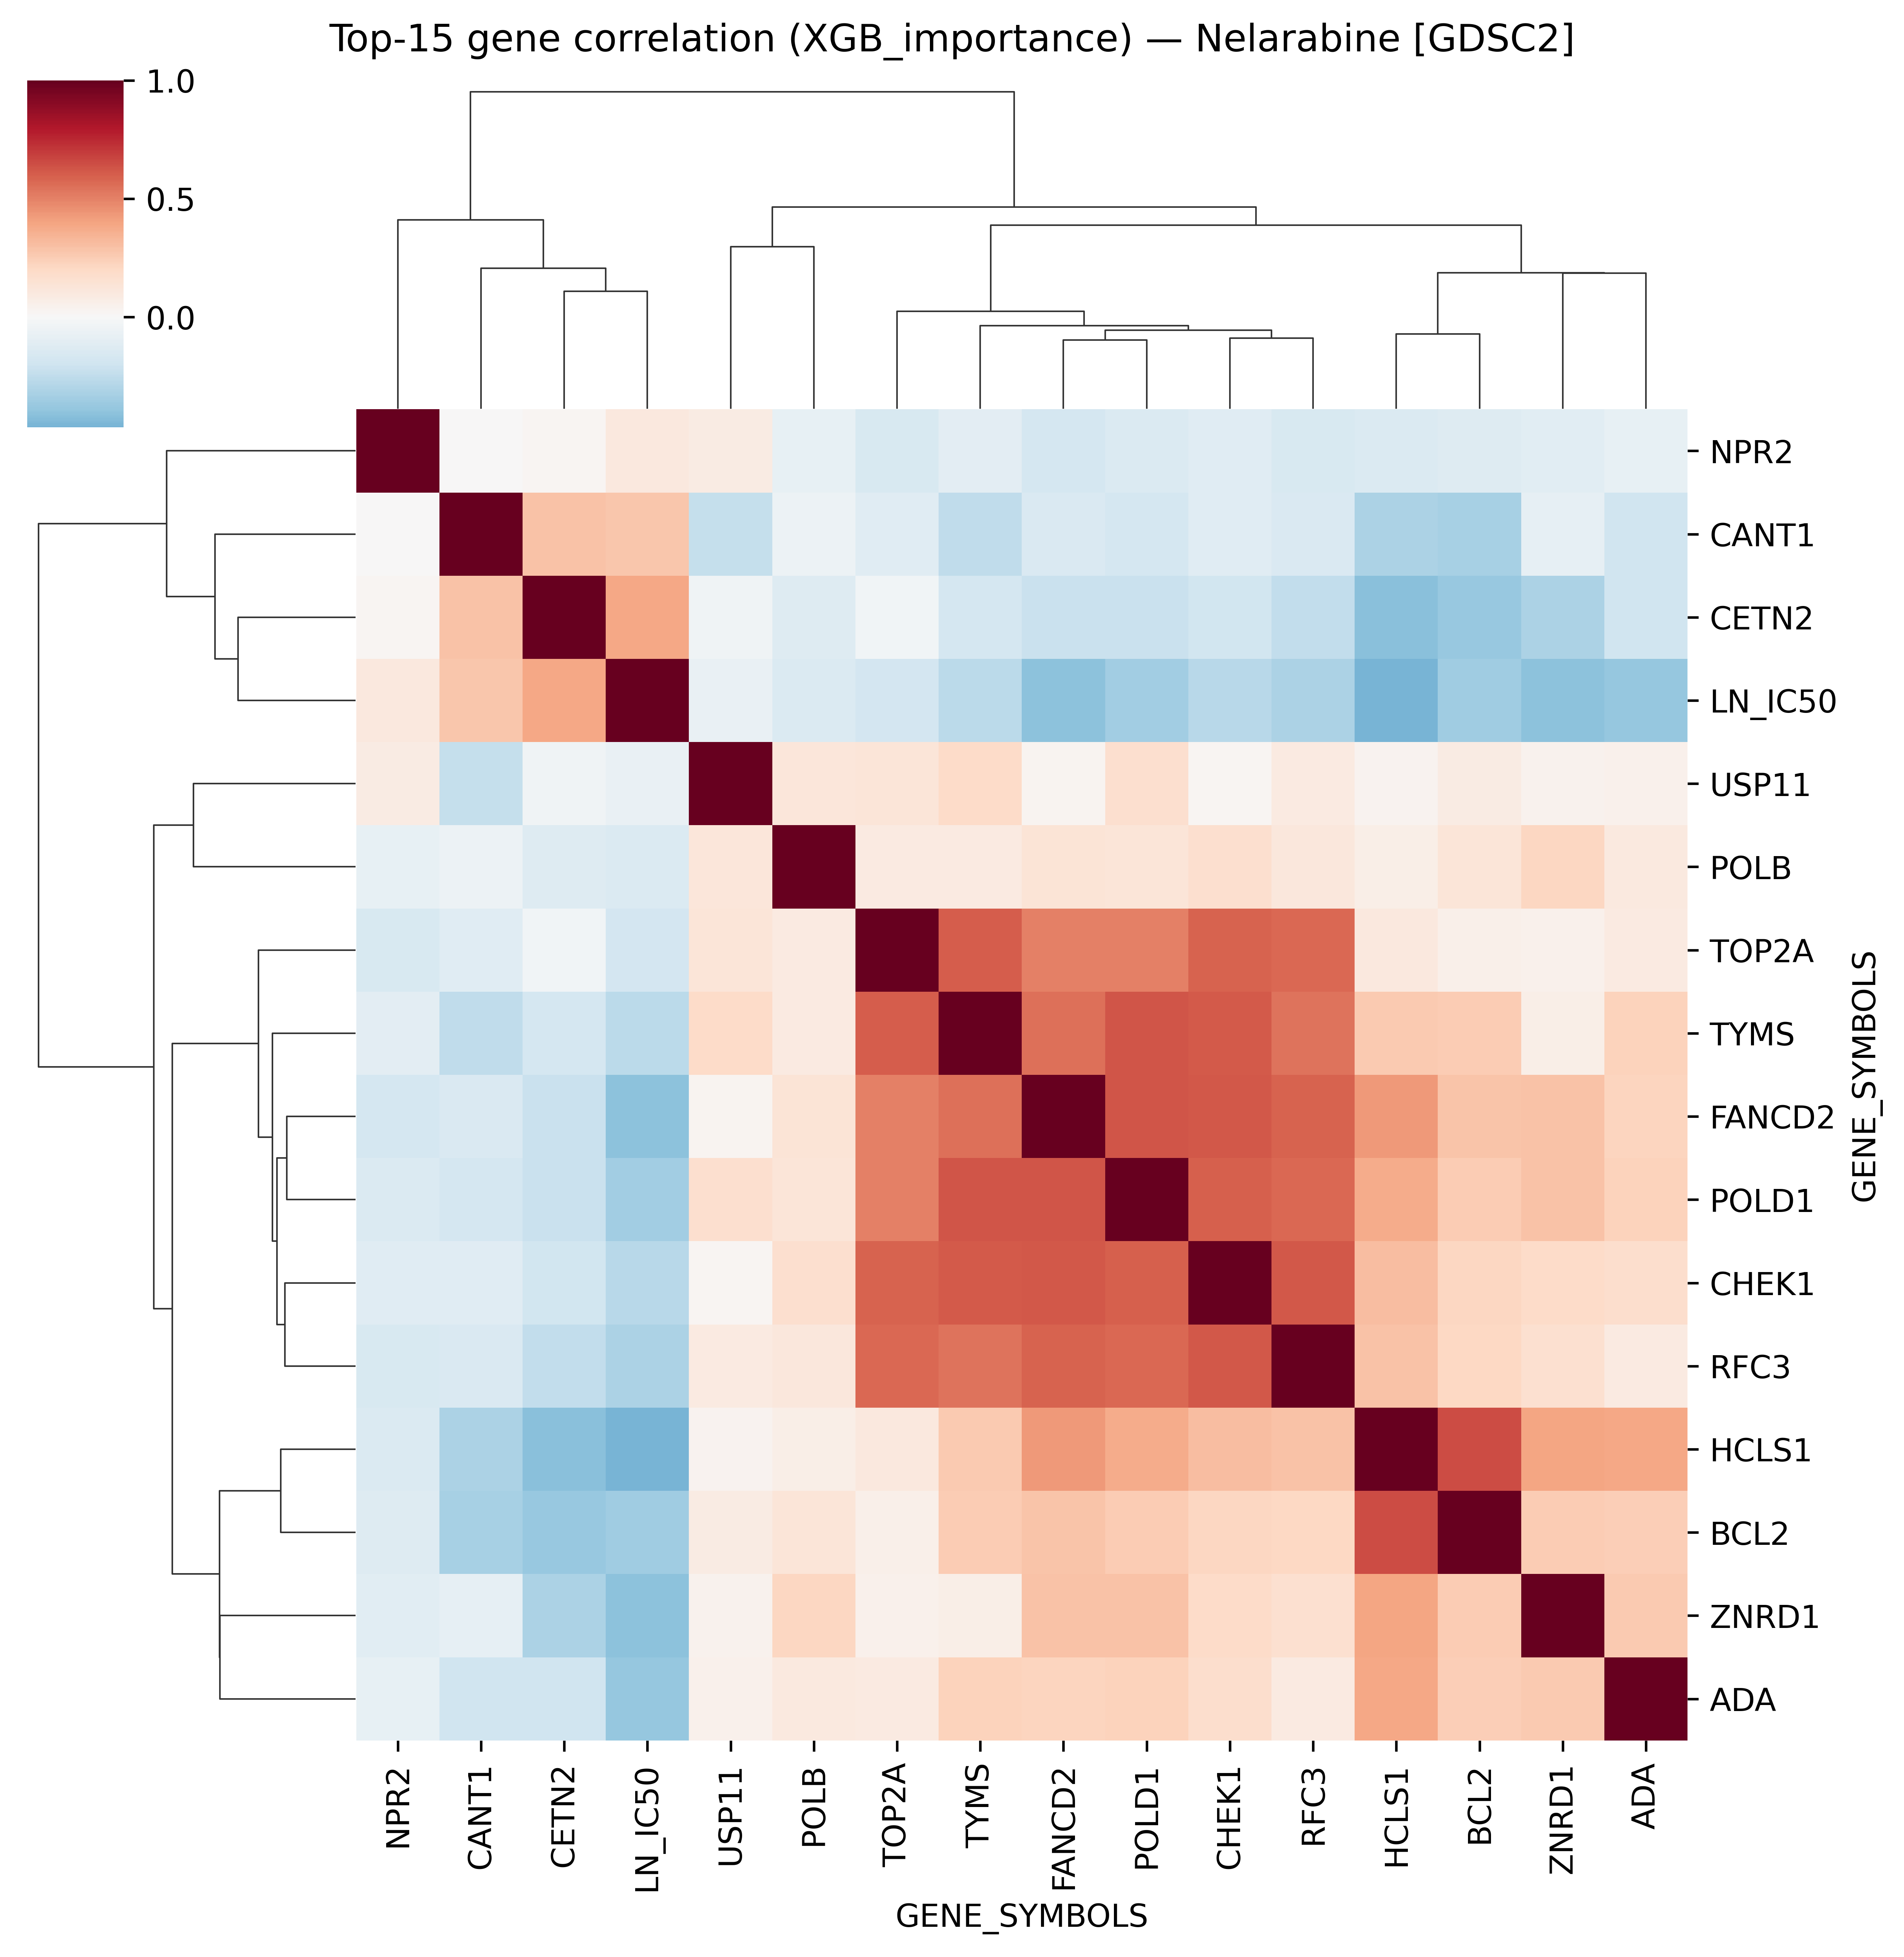 Top-15 gene correlation (XGB_importance) — Nelarabine [GDSC2]
1.0
0.5
0.0
NPR2
CANT1
CETN2
LN_IC50
USP11
POLB
TOP2A
TYMS
FANCD2
POLD1
CHEK1
RFC3
HCLS1
BCL2
ZNRD1
ADA
GENE_SYMBOLS
NPR2
CANT1
CETN2
LN_IC50
USP11
POLB
TOP2A
TYMS
FANCD2
POLD1
CHEK1
RFC3
HCLS1
BCL2
ZNRD1
ADA
GENE_SYMBOLS